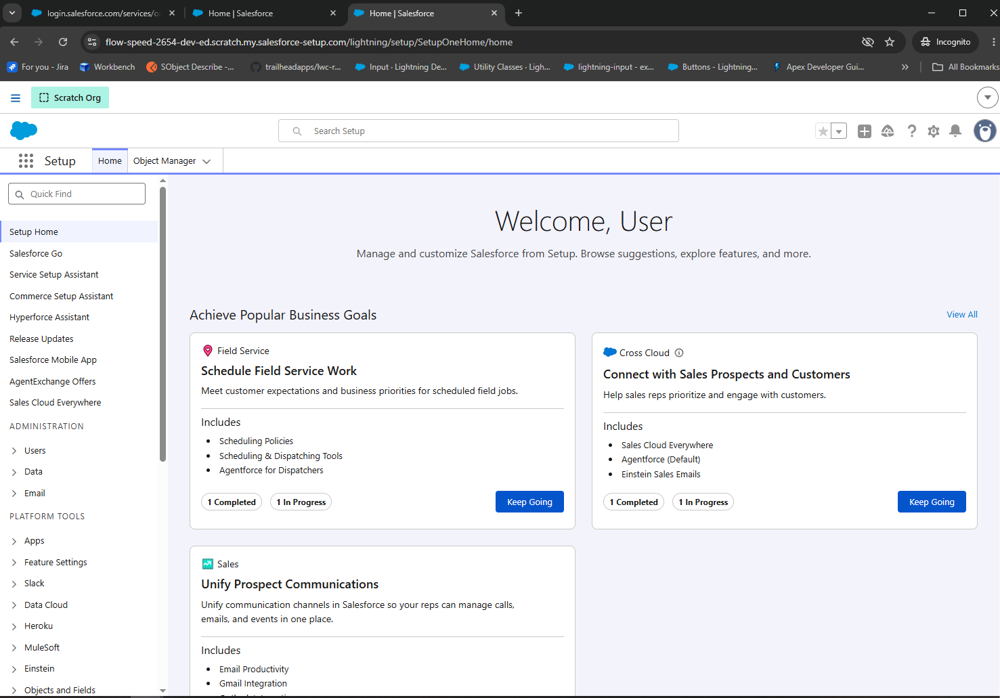 login.salesforce.com/services/o
Home | Salesforce
Home | Salesforce
flow-speed-2654-dev-ed.scratch.my.salesforce-setup.com/lightning/setup/SetupOneHome/home
Incognito
For you - Jira
Workbench
SObject Describe -...
trailheadapps/lwc-r...
Input · Lightning De...
Utility Classes · Ligh...
lightning-input - ex...
Buttons - Lightning...
Apex Developer Gui...
All Bookmarks
Scratch Org
Search Setup
Setup
Home
Object Manager
Quick Find
Setup Home
Salesforce Go
Service Setup Assistant
Commerce Setup Assistant
Hyperforce Assistant
Release Updates
Salesforce Mobile App
AgentExchange Offers
Sales Cloud Everywhere
ADMINISTRATION
Users
Data
Email
PLATFORM TOOLS
Apps
Feature Settings
Slack
Data Cloud
Heroku
MuleSoft
Einstein
Objects and Fields
Welcome, User
Manage and customize Salesforce from Setup. Browse suggestions, explore features, and more.
Achieve Popular Business Goals
View All
Field Service
Schedule Field Service Work
Meet customer expectations and business priorities for scheduled field jobs.
Includes
Scheduling Policies
Scheduling & Dispatching Tools
Agentforce for Dispatchers
1 Completed
1 In Progress
Keep Going
Cross Cloud
Connect with Sales Prospects and Customers
Help sales reps prioritize and engage with customers.
Includes
Sales Cloud Everywhere
Agentforce (Default)
Einstein Sales Emails
1 Completed
1 In Progress
Keep Going
Sales
Unify Prospect Communications
Unify communication channels in Salesforce so your reps can manage calls,
emails, and events in one place.
Includes
Email Productivity
Gmail Integration